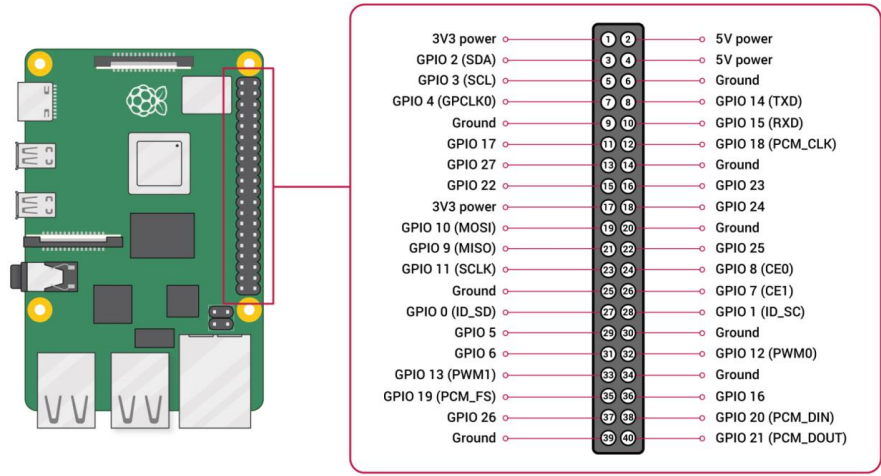 3V3 power 1 2 5V power
GPIO 2 (SDA) 3 4 5V power
GPIO 3 (SCL) 5 6 Ground
GPIO 4 (GPCLK0) 7 8 GPIO 14 (TXD)
Ground 9 10 GPIO 15 (RXD)
GPIO 17 11 12 GPIO 18 (PCM_CLK)
GPIO 27 13 14 Ground
GPIO 22 15 16 GPIO 23
3V3 power 17 18 GPIO 24
GPIO 10 (MOSI) 19 20 Ground
GPIO 9 (MISO) 21 22 GPIO 25
GPIO 11 (SCLK) 23 24 GPIO 8 (CE0)
Ground 25 26 GPIO 7 (CE1)
GPIO 0 (ID_SD) 27 28 GPIO 1 (ID_SC)
GPIO 5 29 30 Ground
GPIO 6 31 32 GPIO 12 (PWM0)
GPIO 13 (PWM1) 33 34 Ground
GPIO 19 (PCM_FS) 35 36 GPIO 16
GPIO 26 37 38 GPIO 20 (PCM_DIN)
Ground 39 40 GPIO 21 (PCM_DOUT)